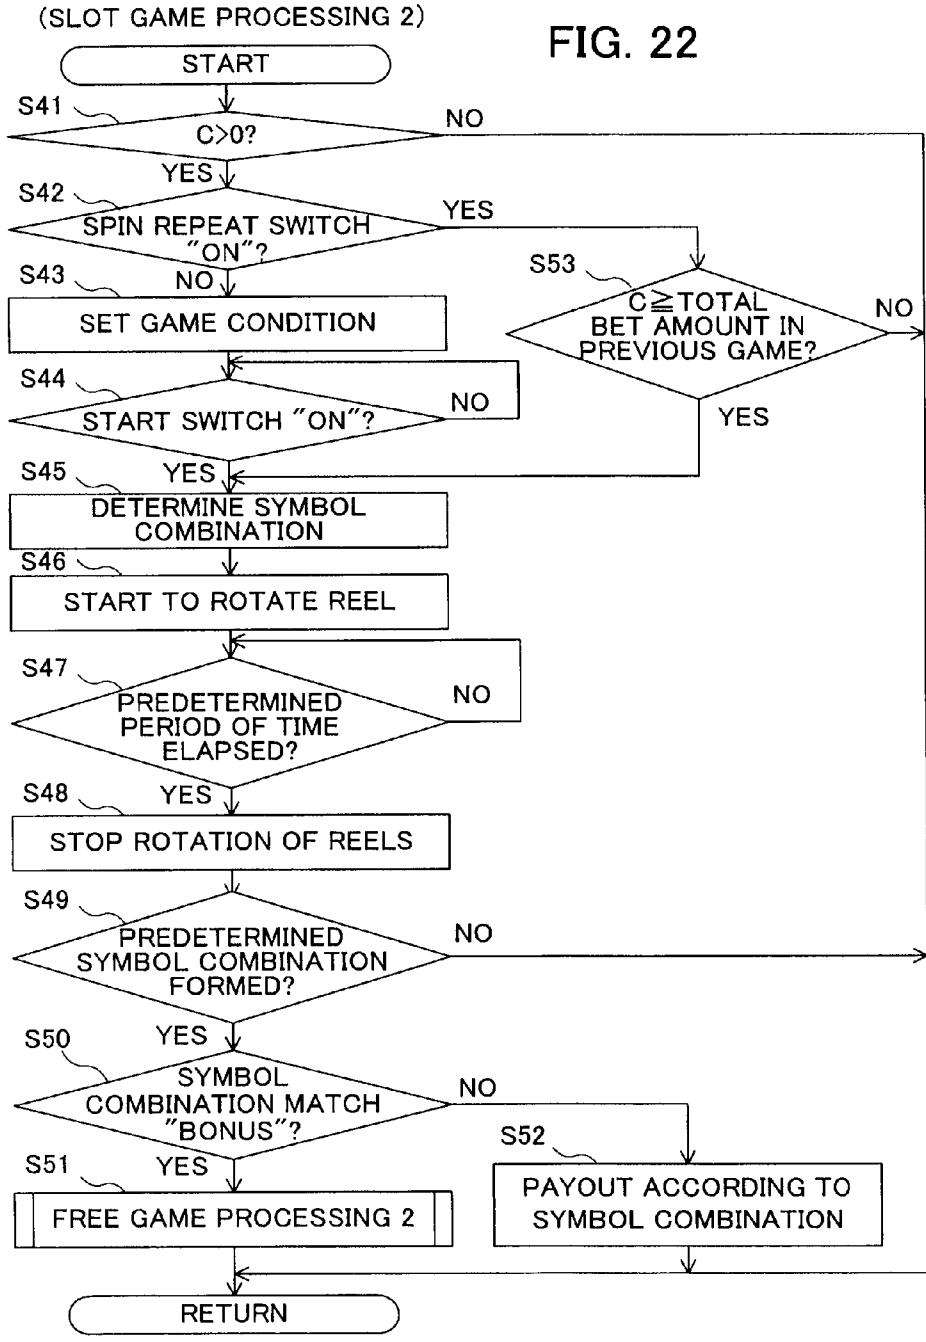 (SLOT GAME PROCESSING 2)
FIG. 22
START
S41
C>0?
NO
YES
S42
SPIN REPEAT SWITCH
"ON"?
YES
NO
S53
C≧TOTAL
BET AMOUNT IN
PREVIOUS GAME?
NO
YES
S43
SET GAME CONDITION
S44
START SWITCH "ON"?
NO
YES
S45
DETERMINE SYMBOL
COMBINATION
S46
START TO ROTATE REEL
S47
PREDETERMINED
PERIOD OF TIME
ELAPSED?
NO
YES
S48
STOP ROTATION OF REELS
S49
PREDETERMINED
SYMBOL COMBINATION
FORMED?
NO
YES
S50
SYMBOL
COMBINATION MATCH
"BONUS"?
NO
YES
S51
FREE GAME PROCESSING 2
S52
PAYOUT ACCORDING TO
SYMBOL COMBINATION
RETURN